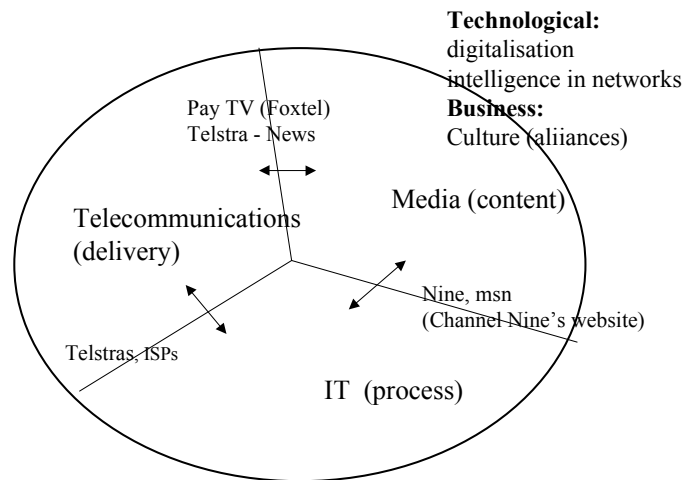 Technological:
digitalisation
intelligence in networks
Business:
Culture (aliiances)
Pay TV (Foxtel)
Telstra - News
Media (content)
Telecommunications
(delivery)
Nine, msn
(Channel Nine’s website)
Telstras, ISPs
IT (process)